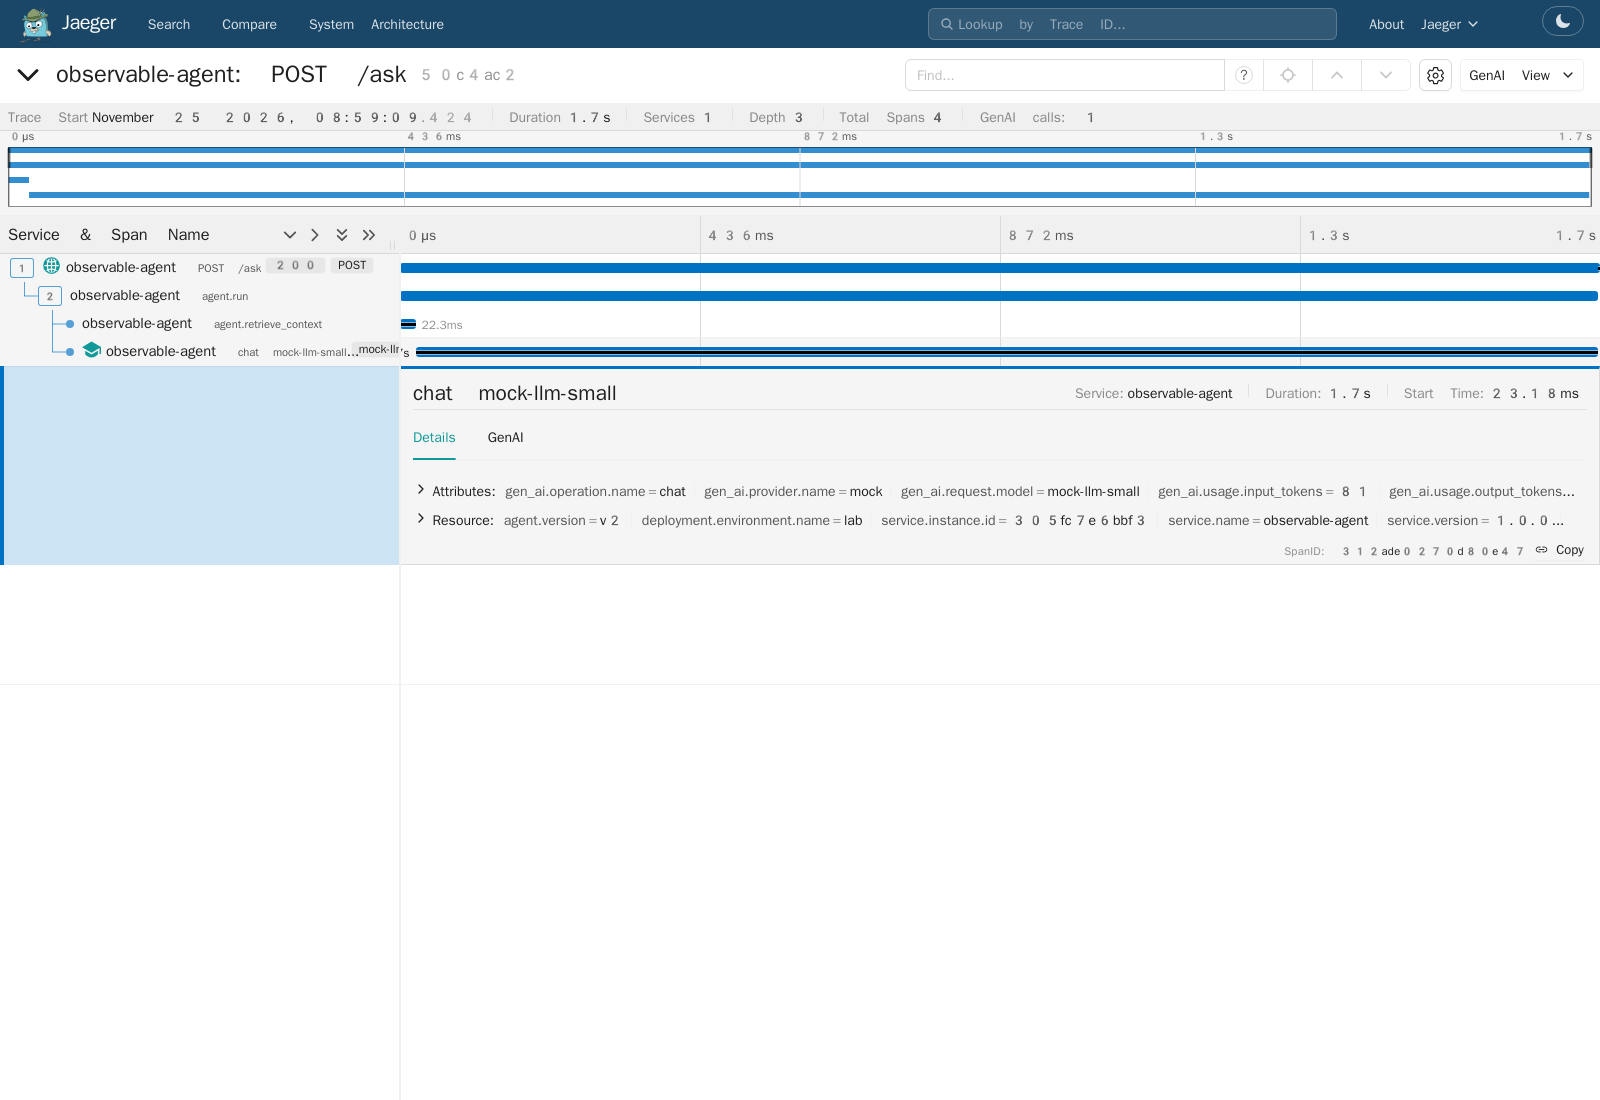 Jaeger Search Compare System Architecture Lookup by Trace ID... About Jaeger
observable-agent: POST /ask 50c4ac2 Find... ? GenAI View
Trace Start November 25 2026, 08:59:09.424 Duration 1.7s Services 1 Depth 3 Total Spans 4 GenAI calls: 1
0μs 436ms 872ms 1.3s 1.7s
Service & Span Name 0μs 436ms 872ms 1.3s 1.7s
1 observable-agent POST /ask 200 POST
2 observable-agent agent.run
observable-agent agent.retrieve_context 22.3ms
observable-agent chat mock-llm-small... mock-llr s
chat mock-llm-small Service: observable-agent Duration: 1.7s Start Time: 23.18ms
Details GenAI
Attributes: gen_ai.operation.name = chat gen_ai.provider.name = mock gen_ai.request.model = mock-llm-small gen_ai.usage.input_tokens = 81 gen_ai.usage.output_tokens...
Resource: agent.version = v2 deployment.environment.name = lab service.instance.id = 305fc7e6bbf3 service.name = observable-agent service.version = 1.0.0...
SpanID: 312ade0270d80e47 Copy